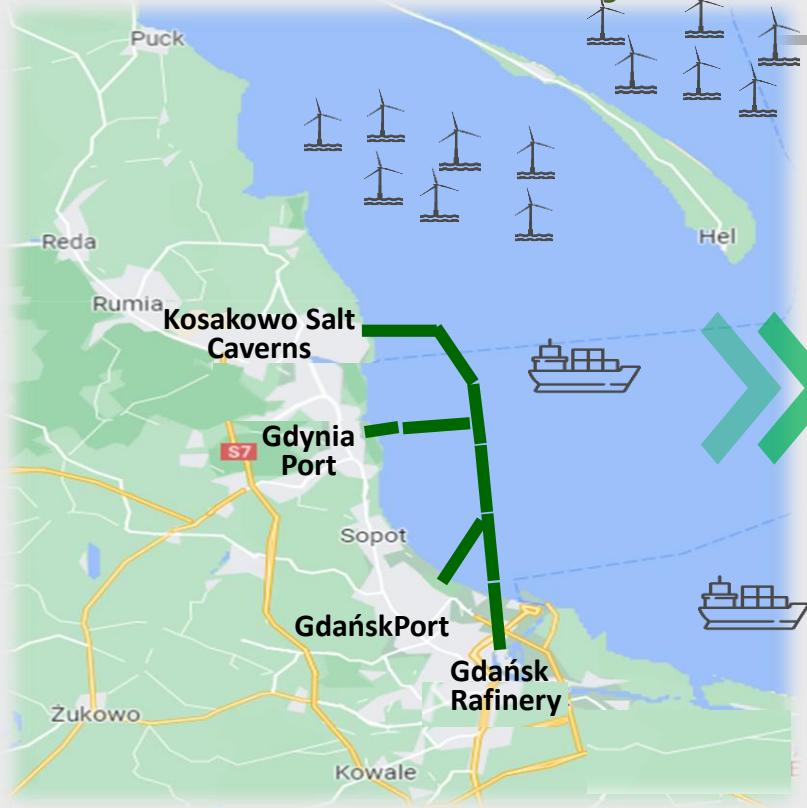 Puck
Reda
Hel
Rumia
Kosakowo Salt
Caverns
Gdynia
Port
S7
Sopot
GdańskPort
Gdańsk
Rafinery
Żukowo
Kowale